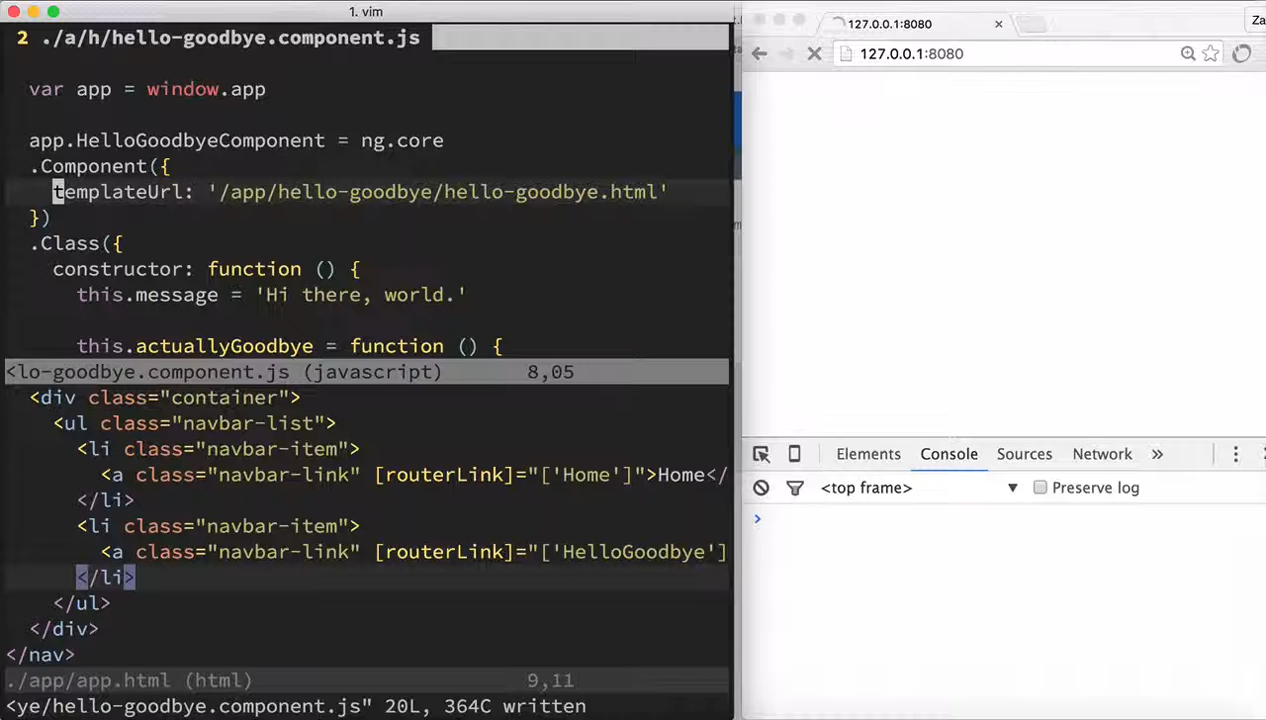 1. vim
2 ./a/h/hello-goodbye.component.js
var app = window.app
app.HelloGoodbyeComponent = ng.core
.Component({
templateUrl: '/app/hello-goodbye/hello-goodbye.html'
})
.Class({
constructor: function () {
this.message = 'Hi there, world.'
this.actuallyGoodbye = function () {
<lo-goodbye.component.js (javascript) 8,05
<div class="container">
<ul class="navbar-list">
<li class="navbar-item">
<a class="navbar-link" [routerLink]="['Home']">Home</
</li>
<li class="navbar-item">
<a class="navbar-link" [routerLink]="['HelloGoodbye']
</li>
</ul>
</div>
</nav>
./app/app.html (html) 9,11
<ye/hello-goodbye.component.js" 20L, 364C written
127.0.0.1:8080
Za
127.0.0.1:8080
Elements Console Sources Network »
<top frame> ▼ Preserve log
>